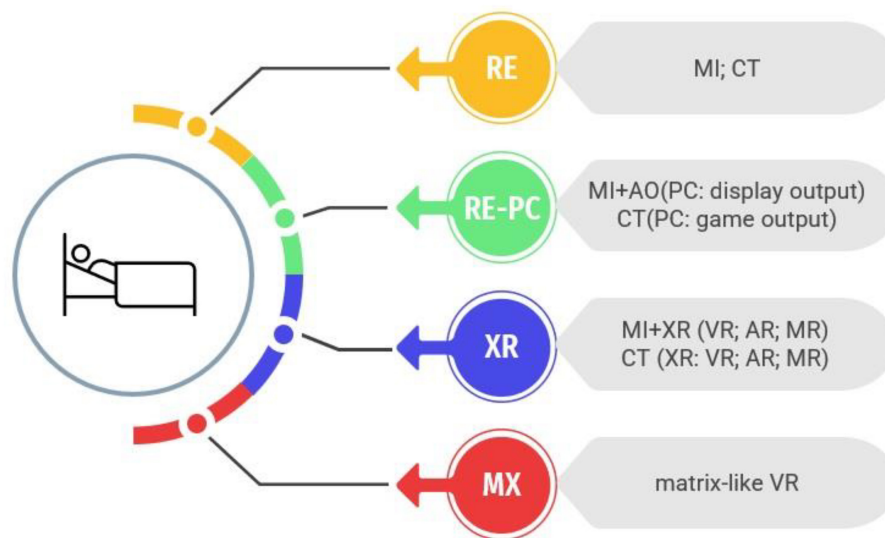 RE
MI; CT
RE-PC
MI+AO(PC: display output)
CT(PC: game output)
XR
MI+XR (VR; AR; MR)
CT (XR: VR; AR; MR)
MX
matrix-like VR